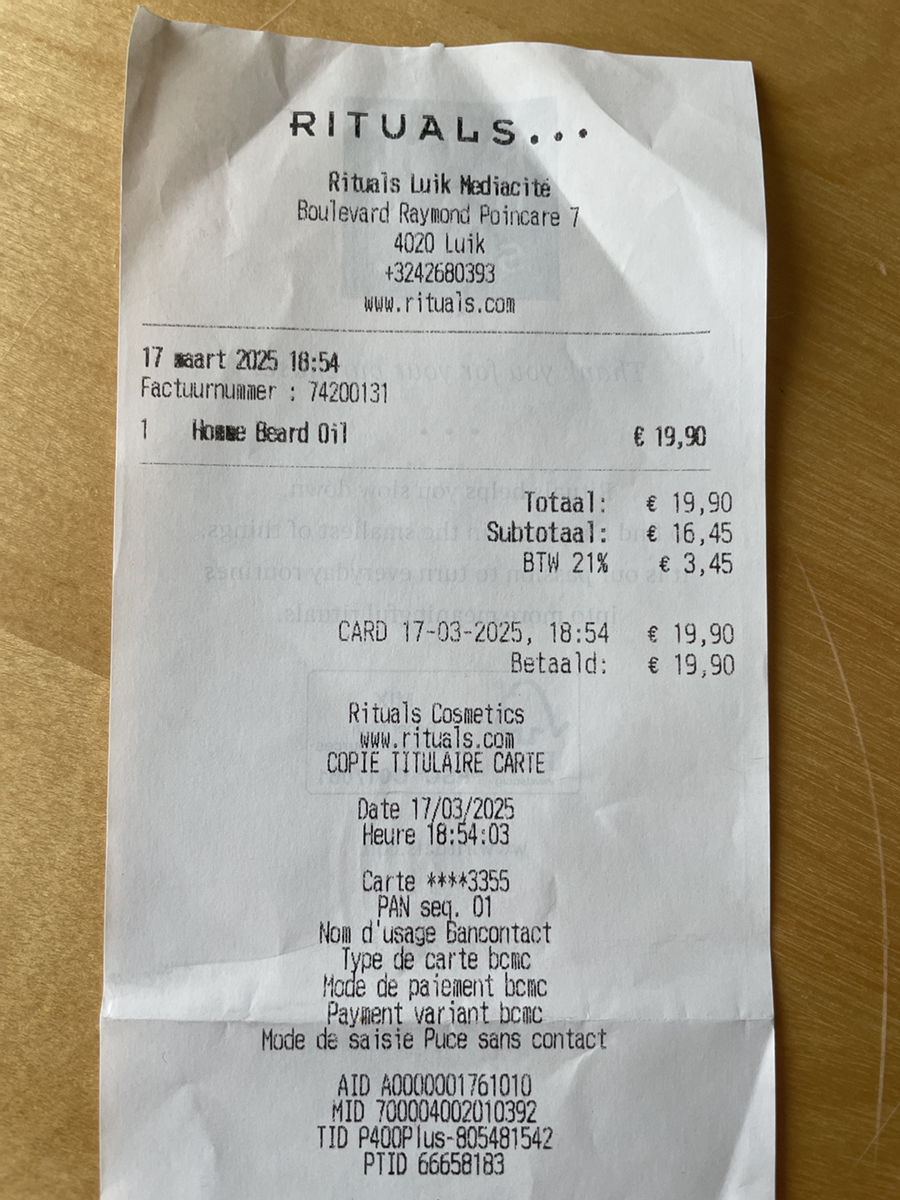 RITUALS...
Rituals Luik Mediacité
Boulevard Raymond Poincare 7
4020 Luik
+3242680393
www.rituals.com
17 maart 2025 18:54
Factuurnummer : 74200131
1 Homme Beard Oil € 19,90
Totaal: € 19,90
Subtotaal: € 16,45
BTW 21% € 3,45
CARD 17-03-2025, 18:54 € 19,90
Betaald: € 19,90
Rituals Cosmetics
www.rituals.com
COPIE TITULAIRE CARTE
Date 17/03/2025
Heure 18:54:03
Carte ****3355
PAN seq. 01
Nom d'usage Bancontact
Type de carte bcmc
Mode de paiement bcmc
Payment variant bcmc
Mode de saisie Puce sans contact
AID A0000001761010
MID 700004002010392
TID P400Plus-805481542
PTID 66658183